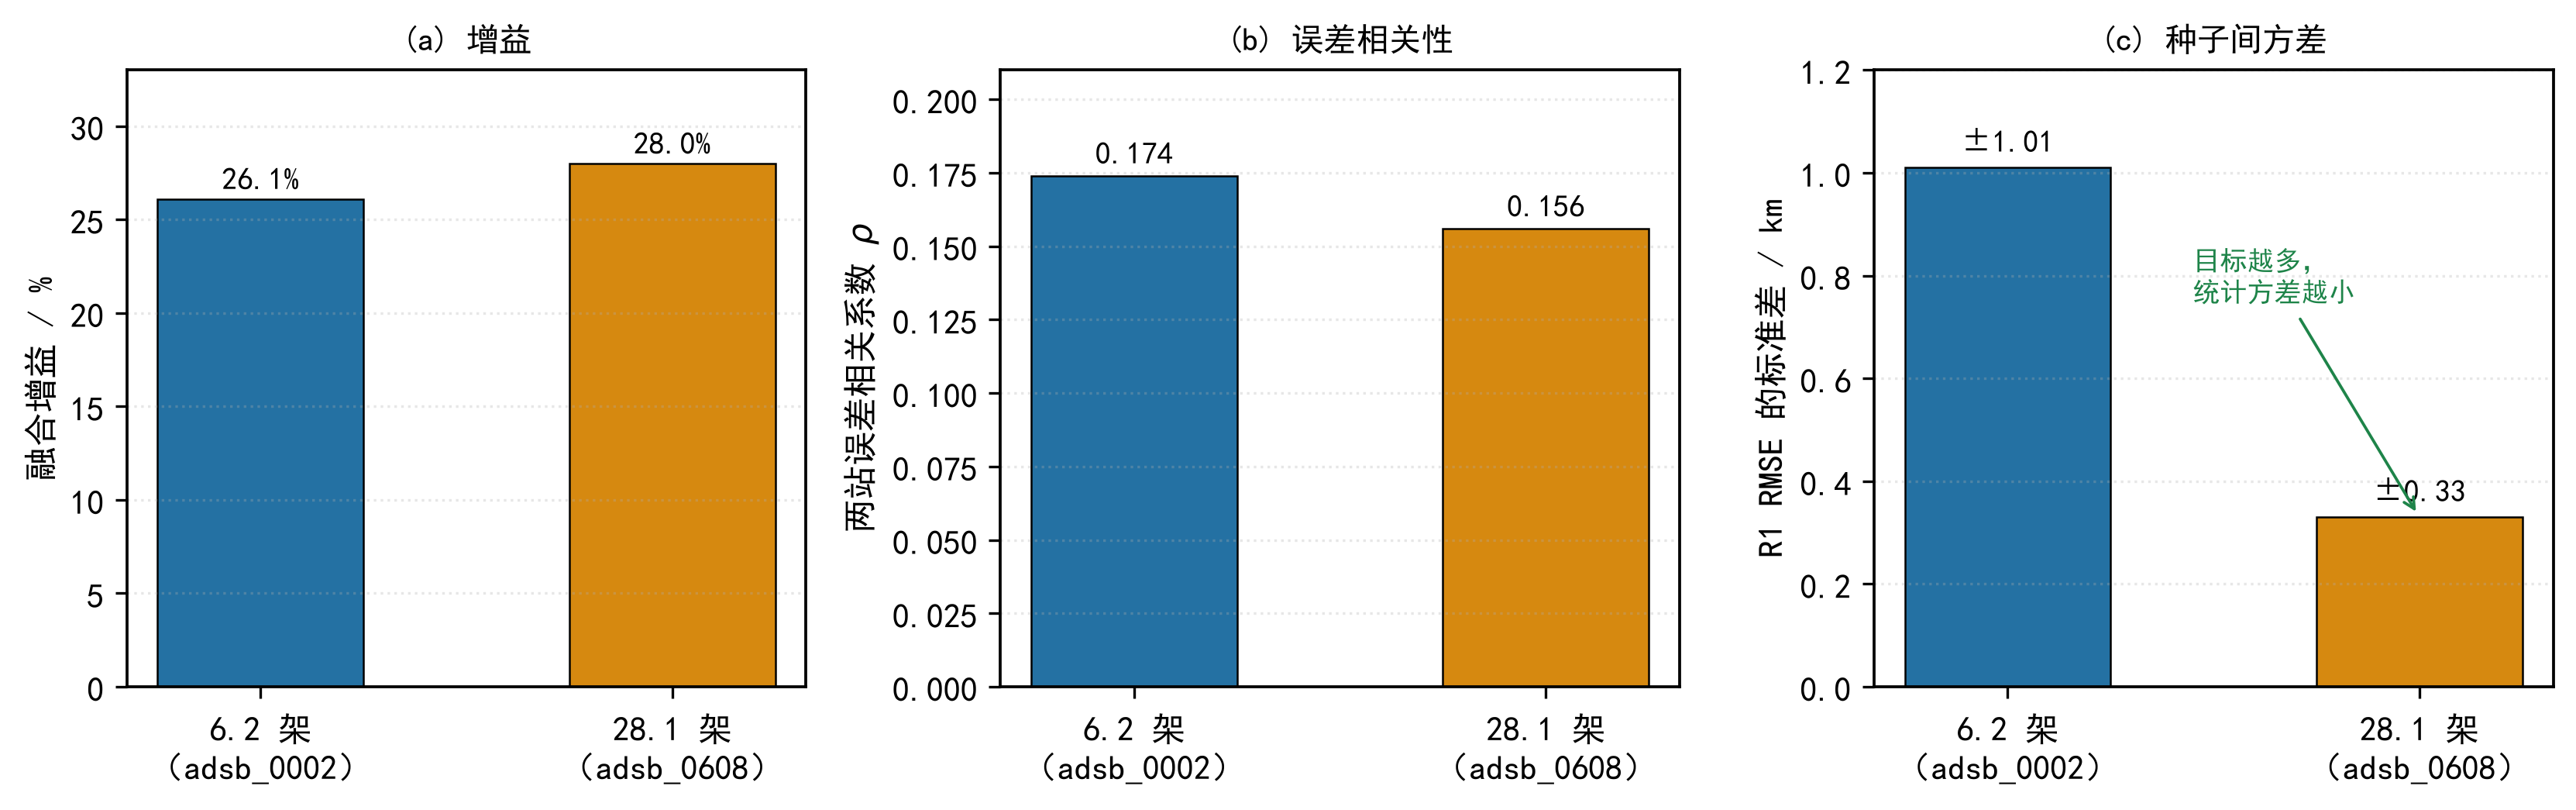 (a) 增益
融合增益 / %
30
25
20
15
10
5
0
26.1%
28.0%
6.2 架
(adsb_0002)
28.1 架
(adsb_0608)
(b) 误差相关性
两站误差相关系数 ρ
0.200
0.175
0.150
0.125
0.100
0.075
0.050
0.025
0.000
0.174
0.156
6.2 架
(adsb_0002)
28.1 架
(adsb_0608)
(c) 种子间方差
R1 RMSE 的标准差 / km
1.2
1.0
0.8
0.6
0.4
0.2
0.0
±1.01
目标越多，
统计方差越小
±0.33
6.2 架
(adsb_0002)
28.1 架
(adsb_0608)